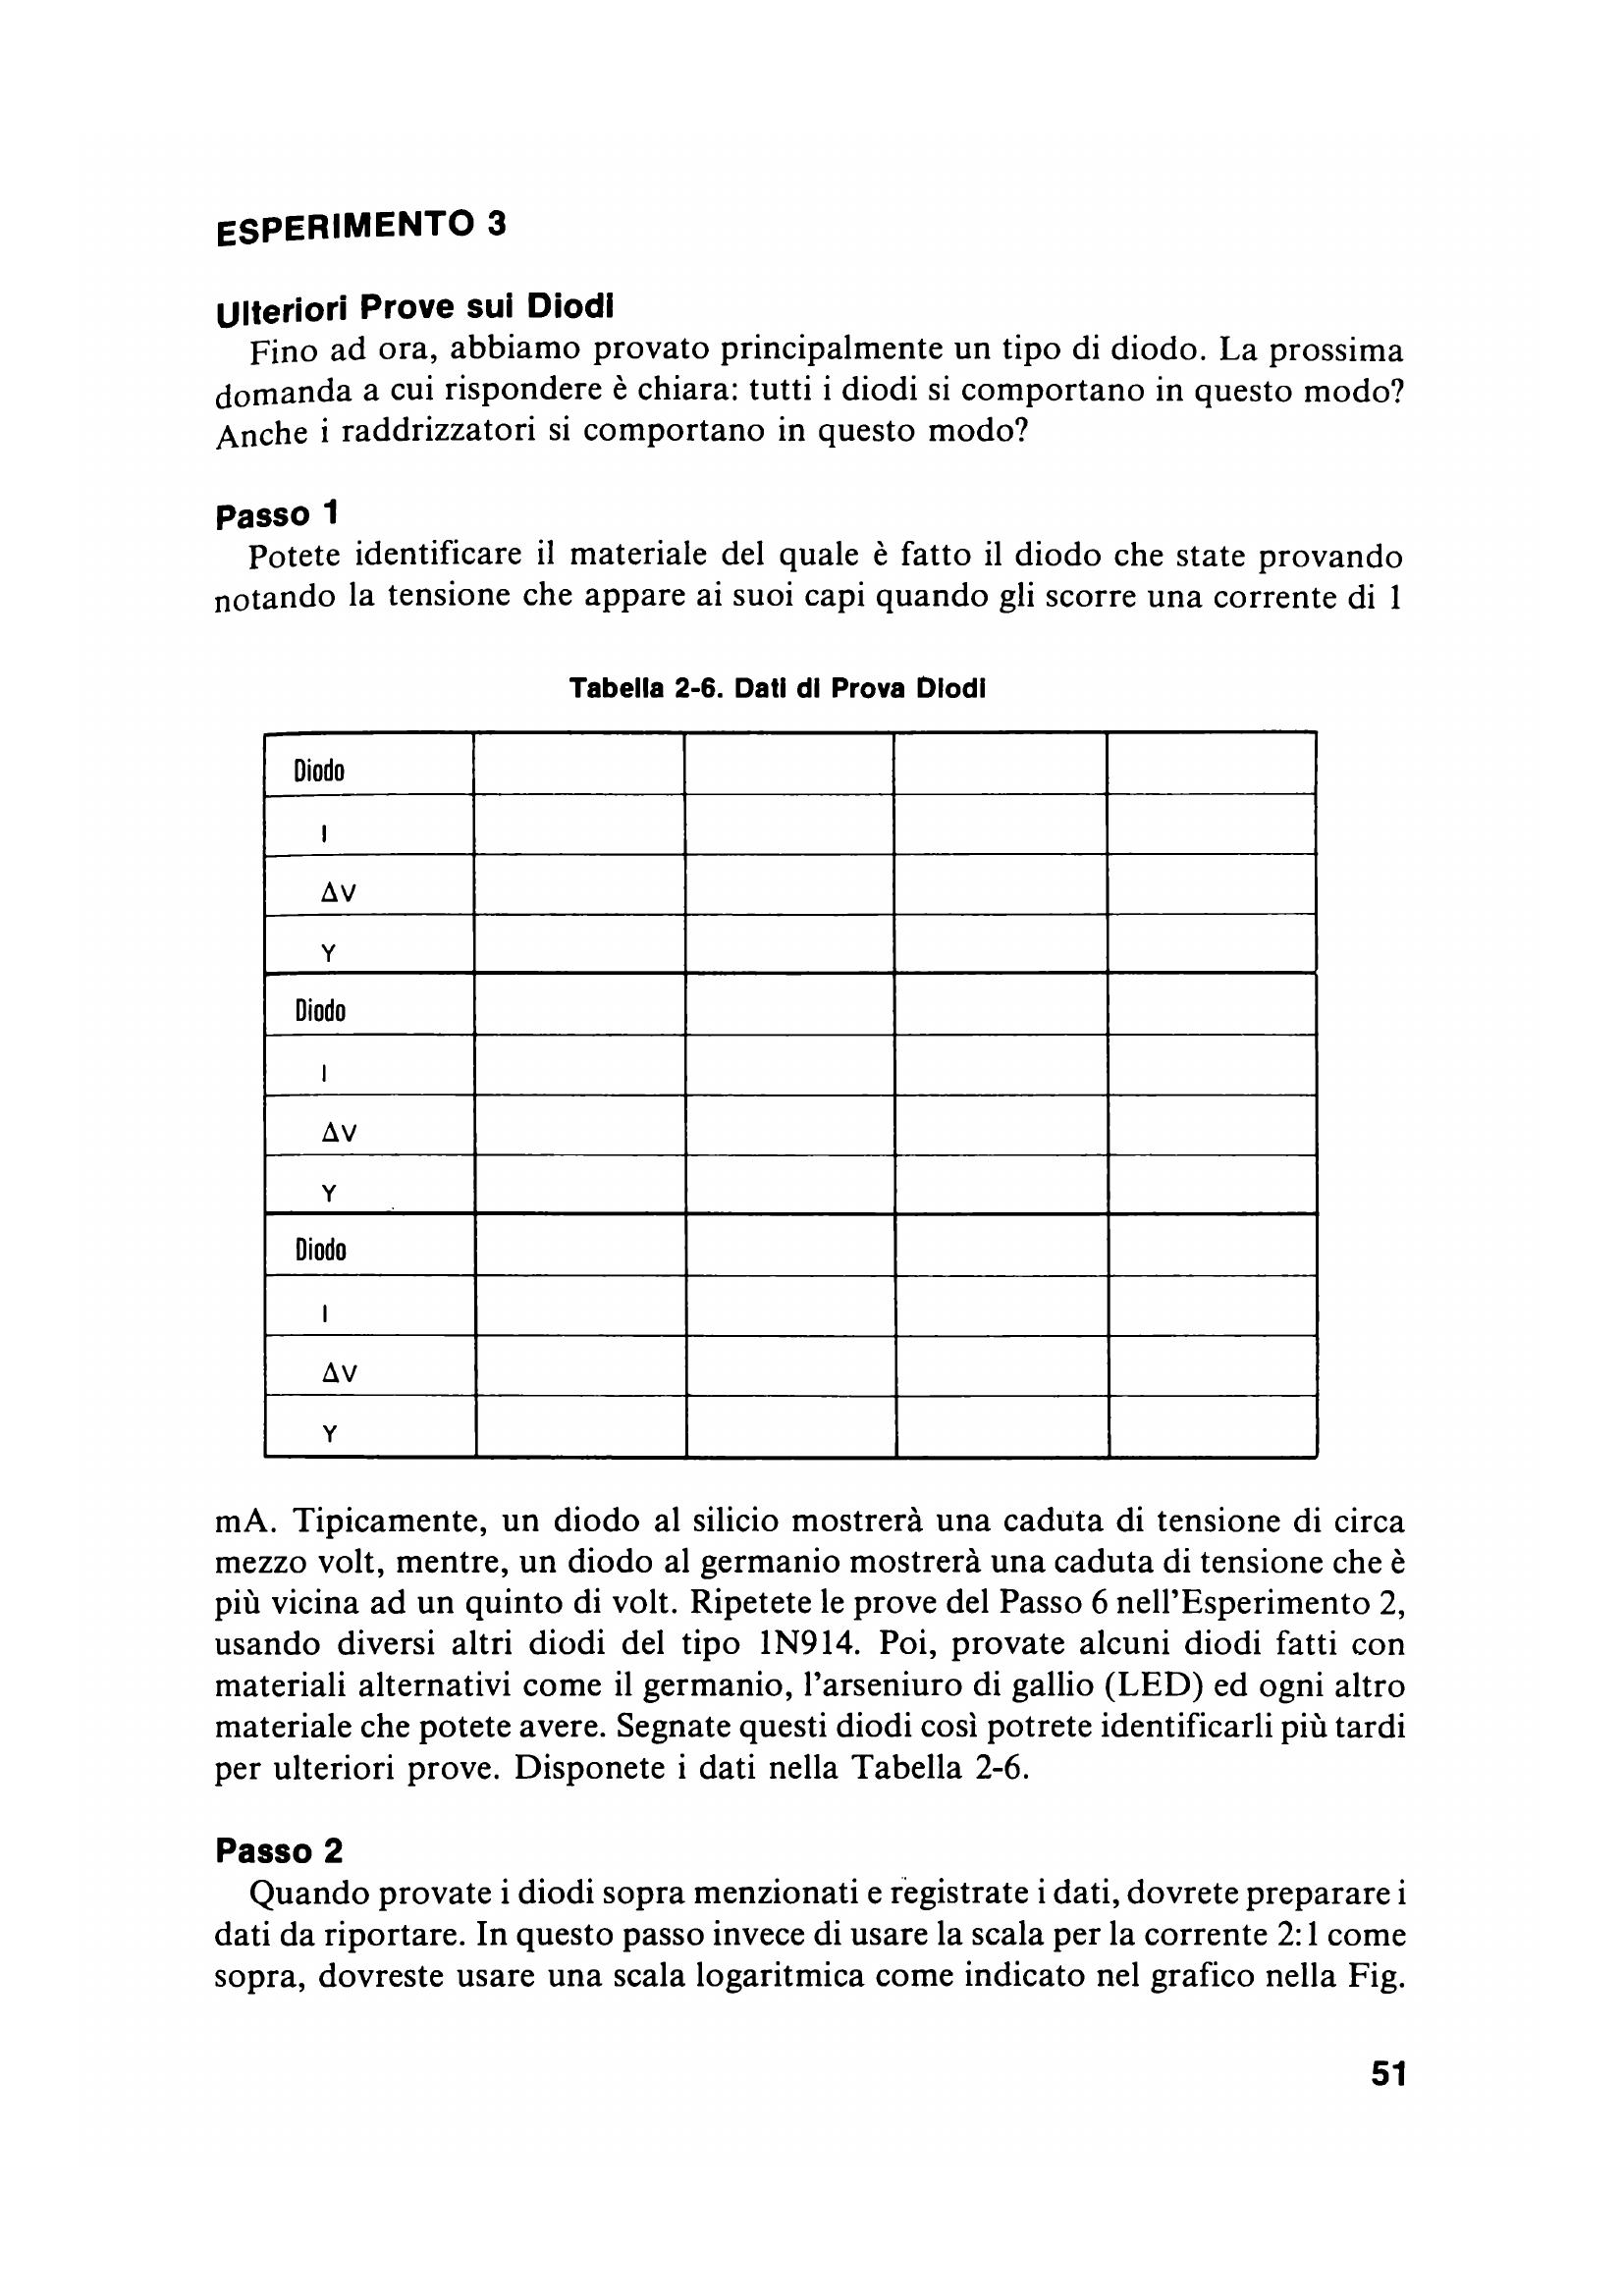 ESPERIMENTO 3
Ulteriori Prove sui Diodi
Fino ad ora, abbiamo provato principalmente un tipo di diodo. La prossima
domanda a cui rispondere è chiara: tutti i diodi si comportano in questo modo?
Anche i raddrizzatori si comportano in questo modo?
Passo 1
Potete identificare il materiale del quale è fatto il diodo che state provando
notando la tensione che appare ai suoi capi quando gli scorre una corrente di 1
Tabella 2-6. Dati di Prova Diodi
Diodo
I
ΔV
Y
Diodo
I
ΔV
Y
Diodo
I
ΔV
Y
mA. Tipicamente, un diodo al silicio mostrerà una caduta di tensione di circa
mezzo volt, mentre, un diodo al germanio mostrerà una caduta di tensione che è
più vicina ad un quinto di volt. Ripetete le prove del Passo 6 nell'Esperimento 2,
usando diversi altri diodi del tipo 1N914. Poi, provate alcuni diodi fatti con
materiali alternativi come il germanio, l'arseniuro di gallio (LED) ed ogni altro
materiale che potete avere. Segnate questi diodi così potrete identificarli più tardi
per ulteriori prove. Disponete i dati nella Tabella 2-6.
Passo 2
Quando provate i diodi sopra menzionati e registrate i dati, dovrete preparare i
dati da riportare. In questo passo invece di usare la scala per la corrente 2:1 come
sopra, dovreste usare una scala logaritmica come indicato nel grafico nella Fig.
51